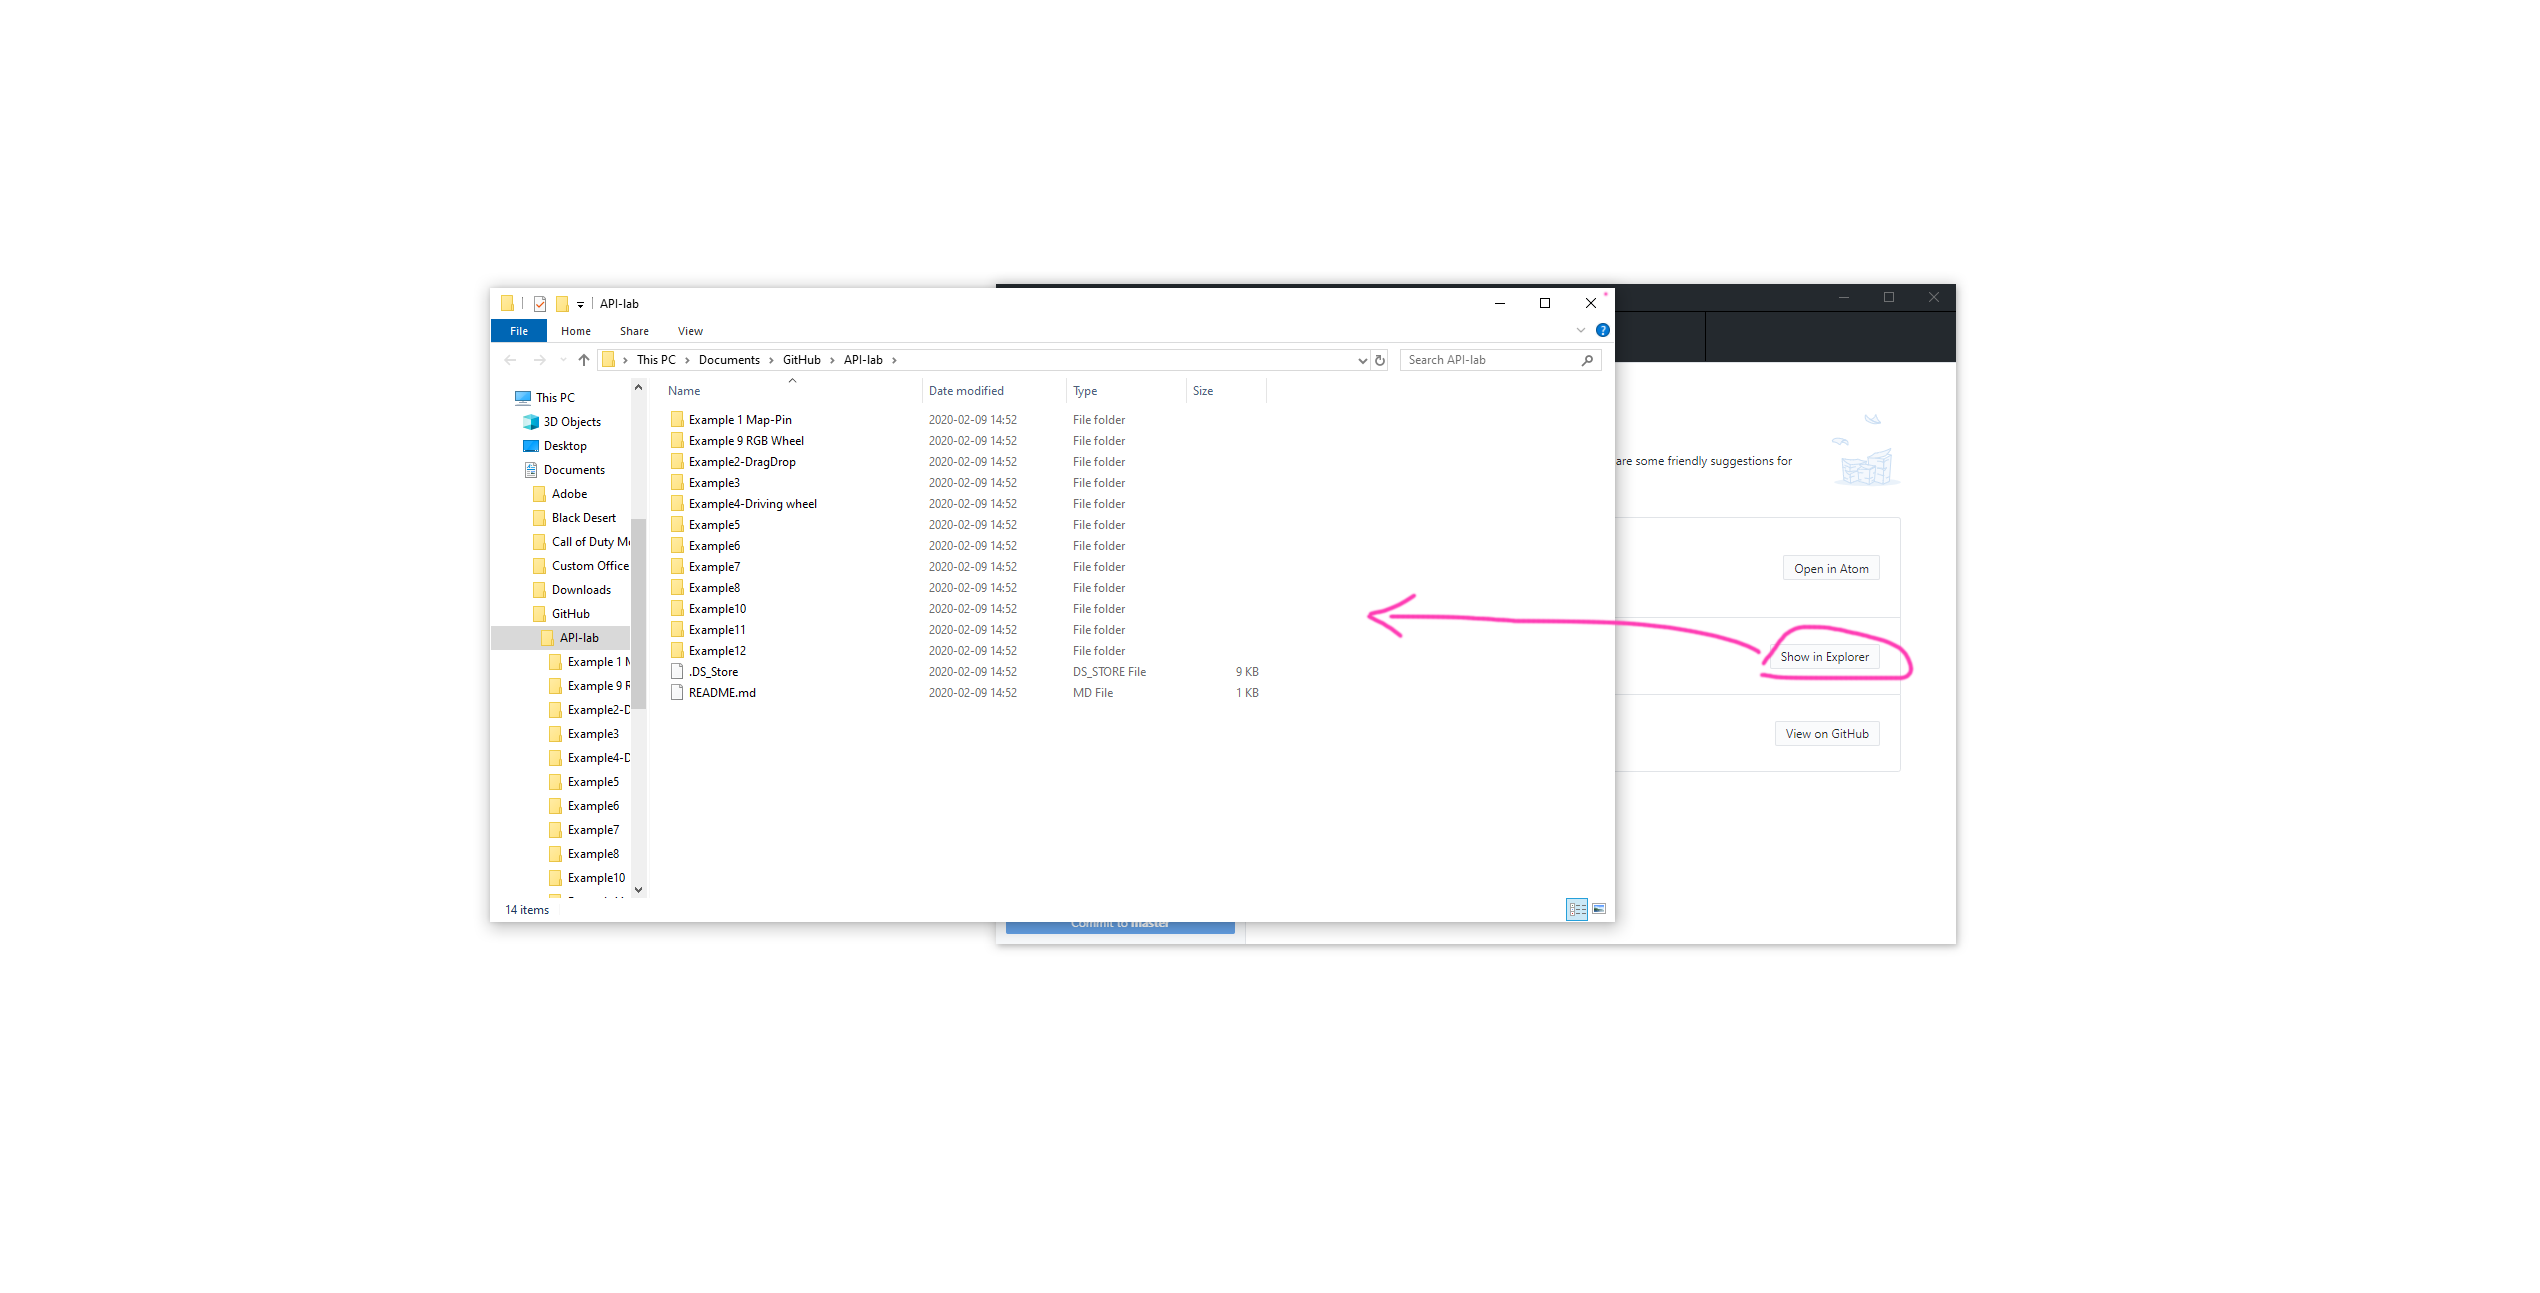 API-lab
File Home Share View
This PC > Documents > GitHub > API-lab >
Search API-lab
This PC
3D Objects
Desktop
Documents
Adobe
Black Desert
Call of Duty M
Custom Office
Downloads
GitHub
API-lab
Example 1 M
Example 9 R
Example2-D
Example3
Example4-D
Example5
Example6
Example7
Example8
Example10
Name Date modified Type Size
Example 1 Map-Pin 2020-02-09 14:52 File folder
Example 9 RGB Wheel 2020-02-09 14:52 File folder
Example2-DragDrop 2020-02-09 14:52 File folder
Example3 2020-02-09 14:52 File folder
Example4-Driving wheel 2020-02-09 14:52 File folder
Example5 2020-02-09 14:52 File folder
Example6 2020-02-09 14:52 File folder
Example7 2020-02-09 14:52 File folder
Example8 2020-02-09 14:52 File folder
Example10 2020-02-09 14:52 File folder
Example11 2020-02-09 14:52 File folder
Example12 2020-02-09 14:52 File folder
.DS_Store 2020-02-09 14:52 DS_STORE File 9 KB
README.md 2020-02-09 14:52 MD File 1 KB
14 items
are some friendly suggestions for
Open in Atom
Show in Explorer
View on GitHub
Commit to master